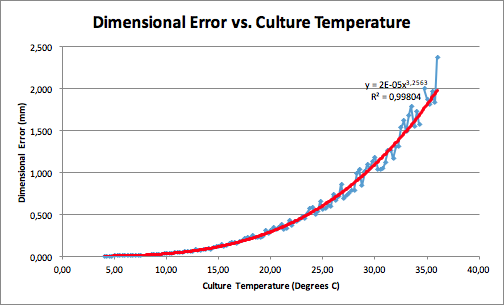 Dimensional Error vs. Culture Temperature
2,500
2,000
1,500
1,000
0,500
0,000
Dimensional Error (mm)
y = 2E-05x^3,2563
R² = 0,99804
0,00 5,00 10,00 15,00 20,00 25,00 30,00 35,00 40,00
Culture Temperature (Degrees C)